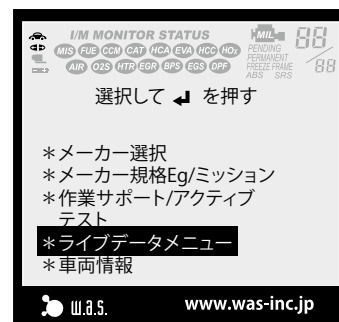 I/M MONITOR STATUS
MIL 88
MIS FUE CCM CAT HCA EVA HCC HO2
PENDING
PERMANENT
AIR O2S HTR EGR BPS EGS DPF
FREEZE FRAME 88
ABS SRS
選択して ↲ を押す
＊メーカー選択
＊メーカー規格Eg/ミッション
＊作業サポート/アクティブ
テスト
＊ライブデータメニュー
＊車両情報
w.a.s. www.was-inc.jp